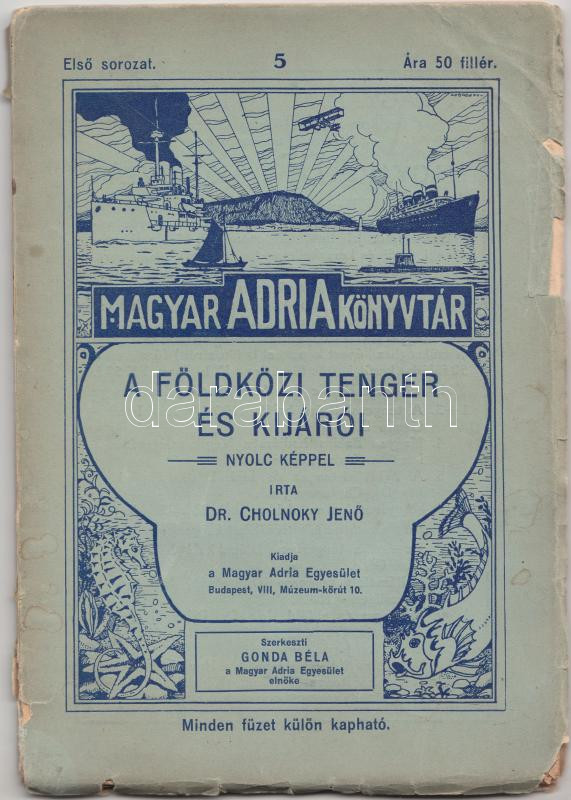 Első sorozat. 5 Ára 50 fillér.
MAGYAR ADRIA KÖNYVTÁR
A FÖLDKÖZI TENGER
ÉS KIJÁRÓI
NYOLC KÉPPEL
IRTA
DR. CHOLNOKY JENŐ
Kiadja
a Magyar Adria Egyesület
Budapest, VIII, Múzeum-körút 10.
Szerkeszti
GONDA BÉLA
a Magyar Adria Egyesület
elnöke
Minden füzet külön kapható.
darabanth